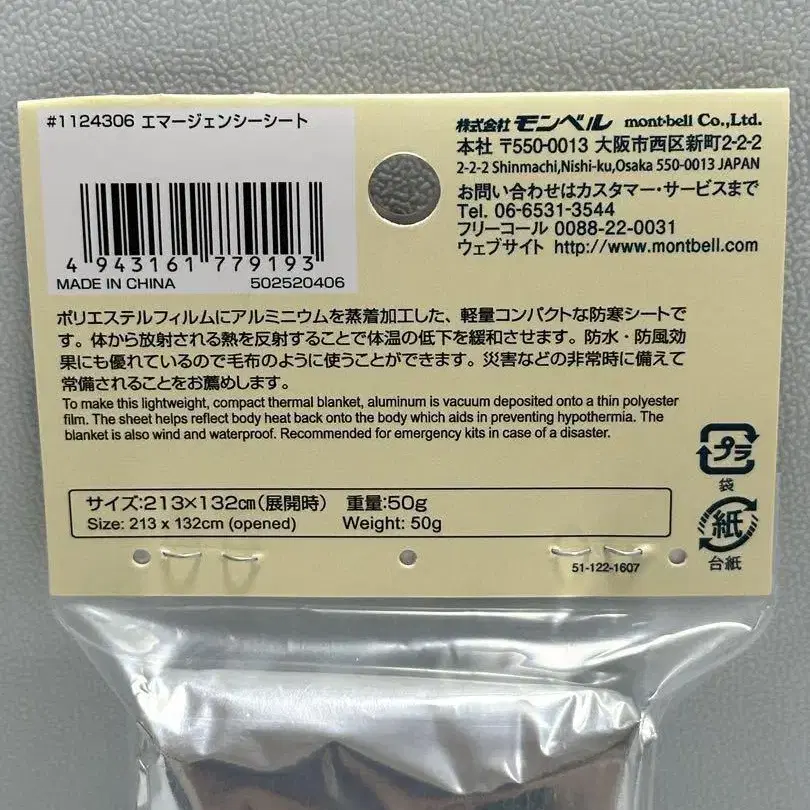 #1124306 エマージェンシーシート
4 943161 779193
MADE IN CHINA 502520406
株式会社 モンベル mont-bell Co.,Ltd.
本社 〒550-0013 大阪市西区新町2-2-2
2-2-2 Shinmachi,Nishi-ku,Osaka 550-0013 JAPAN
お問い合わせはカスタマー・サービスまで
Tel. 06-6531-3544
フリーコール 0088-22-0031
ウェブサイト http://www.montbell.com
ポリエステルフィルムにアルミニウムを蒸着加工した、軽量コンパクトな防寒シートで
す。体から放射される熱を反射することで体温の低下を緩和させます。防水・防風効
果にも優れているので毛布のように使うことができます。災害などの非常時に備えて
常備されることをお薦めします。
To make this lightweight, compact thermal blanket, aluminum is vacuum deposited onto a thin polyester
film. The sheet helps reflect body heat back onto the body which aids in preventing hypothermia. The
blanket is also wind and waterproof. Recommended for emergency kits in case of a disaster.
サイズ:213×132㎝(展開時) 重量:50g
Size: 213 x 132cm (opened) Weight: 50g
プラ
袋
紙
台紙
51-122-1607